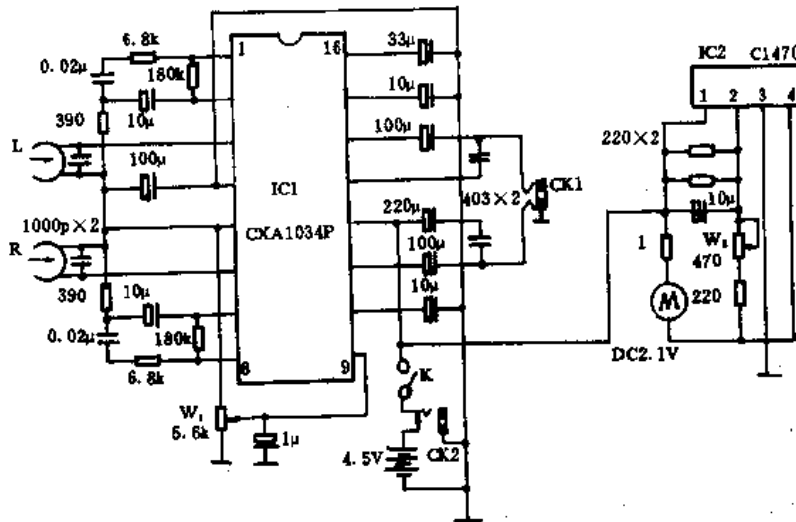 6.8k
0.02μ
180k
390
10μ
L
100μ
1000p×2
R
390
10μ
0.02μ
180k
6.8k
W₁
5.6k
1μ
1
16
8
9
IC1
CXA1034P
33μ
10μ
100μ
403×2
CK1
220μ
100μ
10μ
K
4.5V
CK2
IC2 C1470
1 2 3 4
220×2
10μ
1
W₁
470
220
M
DC2.1V